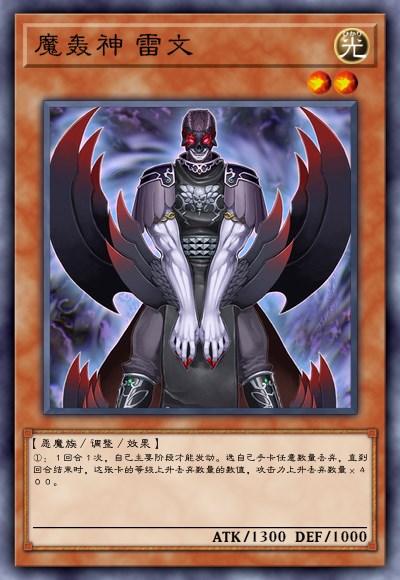 魔轰神 雷文
光
【恶魔族/调整/效果】
①：1回合1次，自己主要阶段才能发动。选自己手卡任意数量丢弃，直到
回合结束时，这张卡的等级上升丢弃数量的数值，攻击力上升丢弃数量×4
００。
ATK/1300 DEF/1000